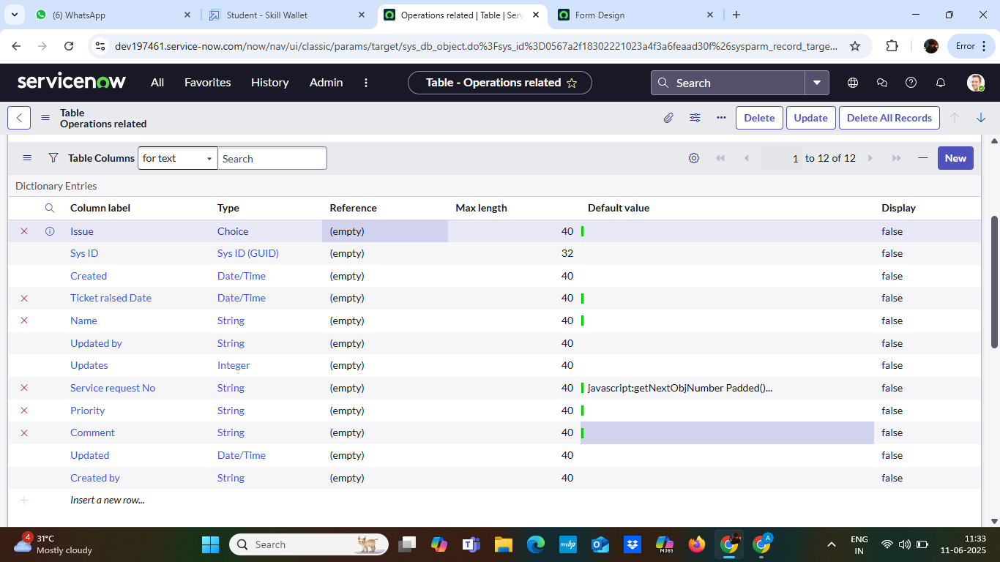 (6) WhatsApp
Student - Skill Wallet
Operations related | Table | Serv
Form Design
dev197461.service-now.com/now/nav/ui/classic/params/target/sys_db_object.do%3Fsys_id%3D0567a2f18302221023a4f3a6feaad30f%26sysparm_record_targe...
Error
servicenow All Favorites History Admin
Table - Operations related
Search
Table
Operations related
Delete Update Delete All Records
Table Columns for text Search 1 to 12 of 12 New
Dictionary Entries
Column label Type Reference Max length Default value Display
Issue Choice (empty) 40 false
Sys ID Sys ID (GUID) (empty) 32 false
Created Date/Time (empty) 40 false
Ticket raised Date Date/Time (empty) 40 false
Name String (empty) 40 false
Updated by String (empty) 40 false
Updates Integer (empty) 40 false
Service request No String (empty) 40 javascript:getNextObjNumber Padded()... false
Priority String (empty) 40 false
Comment String (empty) 40 false
Updated Date/Time (empty) 40 false
Created by String (empty) 40 false
Insert a new row...
4
31°C
Mostly cloudy
Search
myhp
M365
A
ENG
IN
11:33
11-06-2025